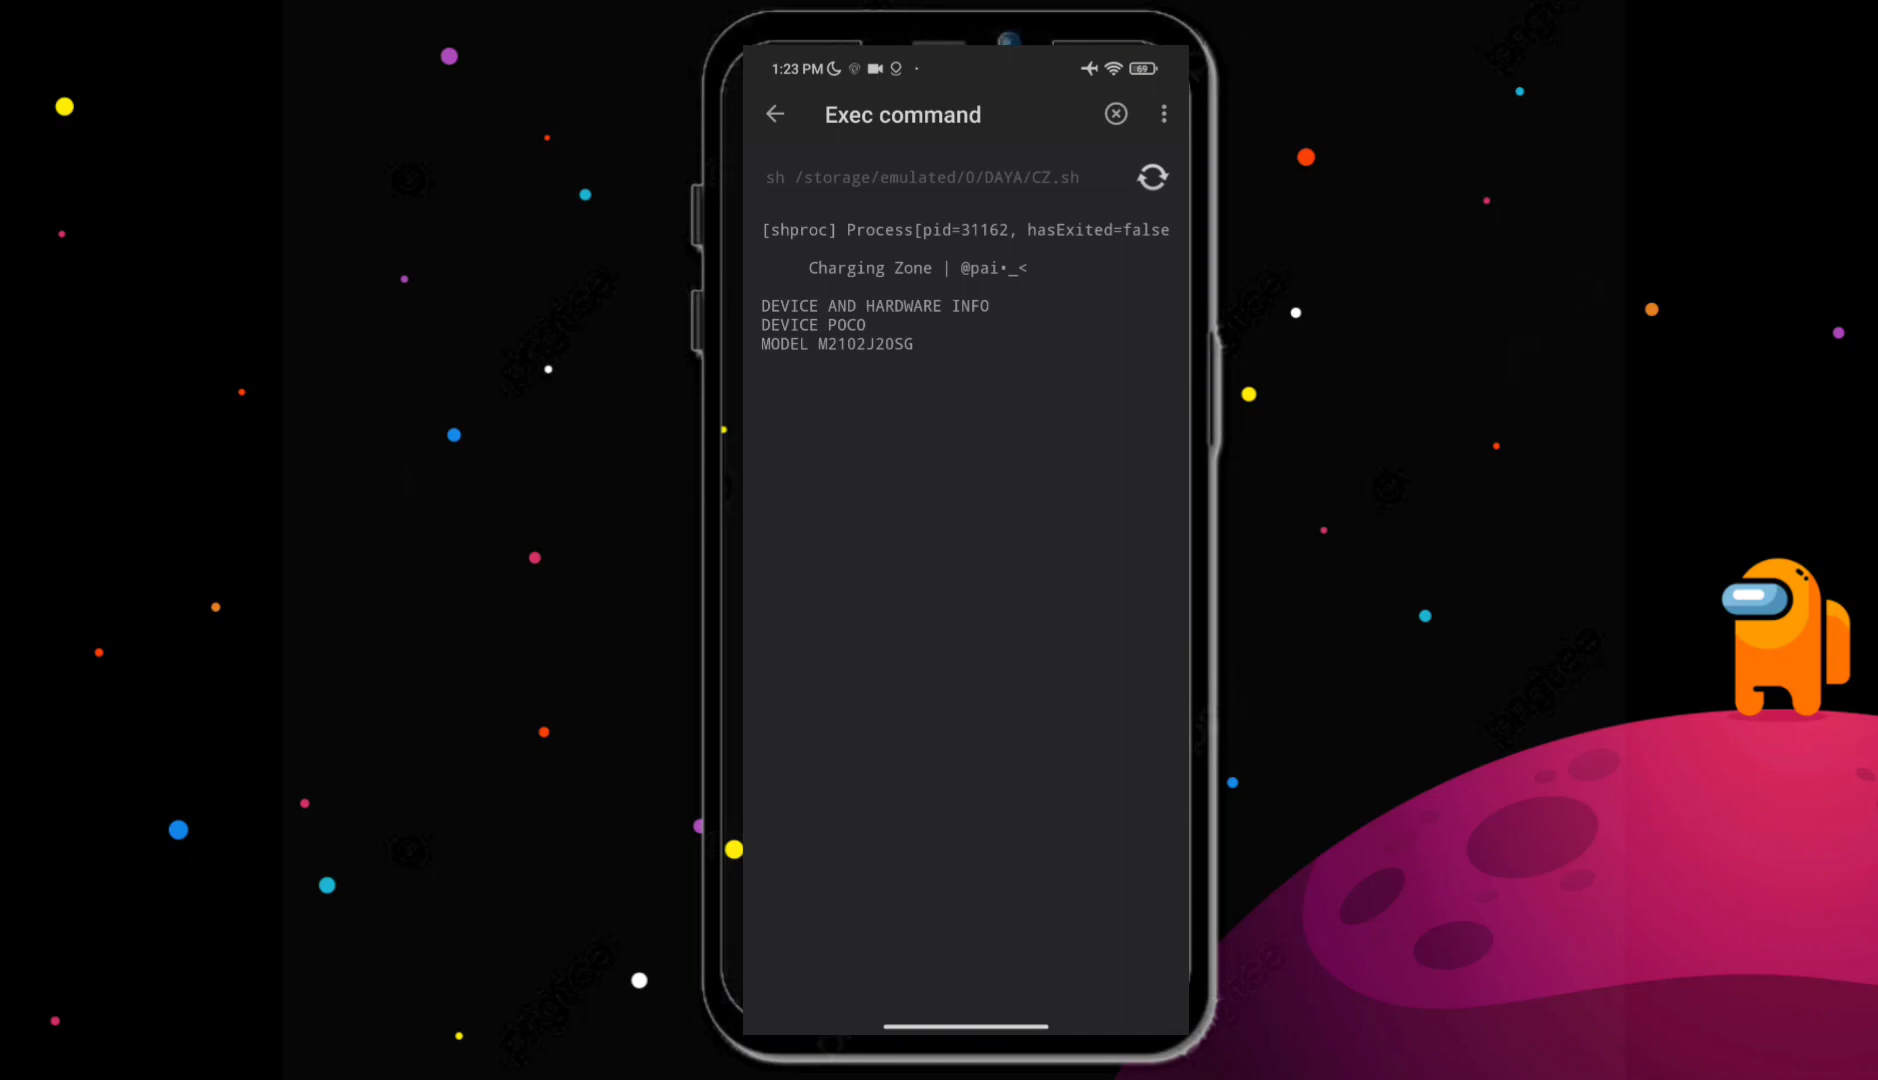 1:23 PM
69
Exec command
sh /storage/emulated/0/DAYA/CZ.sh
[shproc] Process[pid=31162, hasExited=false
Charging Zone | @pai•_<
DEVICE AND HARDWARE INFO
DEVICE POCO
MODEL M2102J20SG